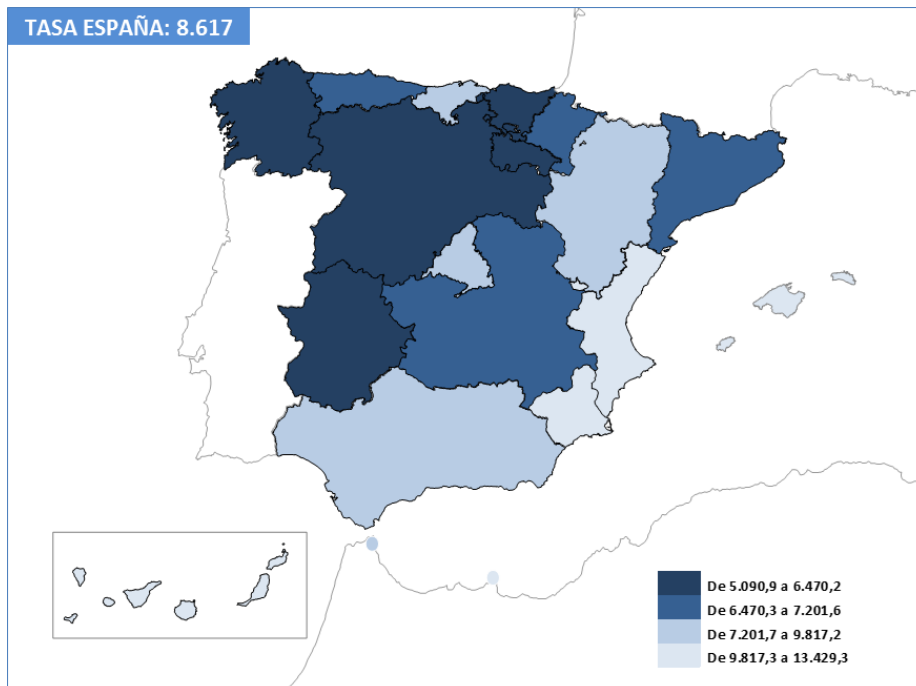 TASA ESPAÑA: 8.617
De 5.090,9 a 6.470,2
De 6.470,3 a 7.201,6
De 7.201,7 a 9.817,2
De 9.817,3 a 13.429,3